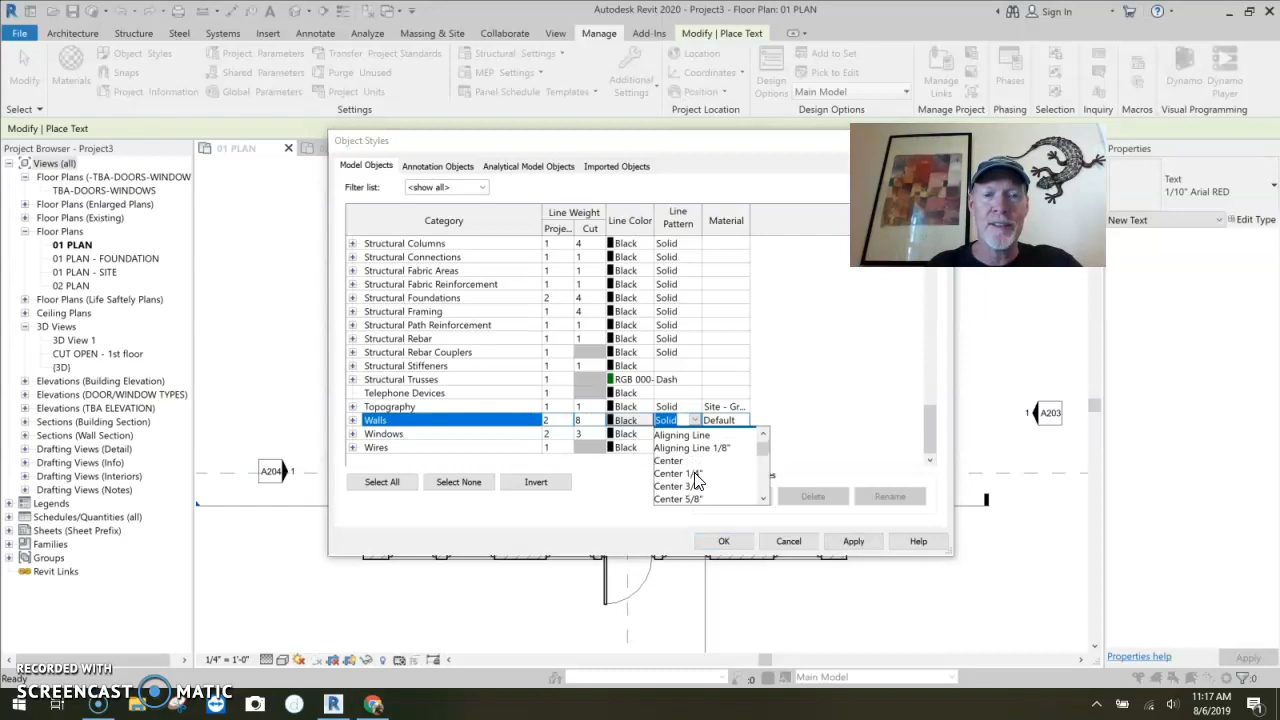 Autodesk Revit 2020 - Project3 - Floor Plan: 01 PLAN
Sign In
File Architecture Structure Steel Systems Insert Annotate Analyze Massing & Site Collaborate View Manage Add-Ins Modify | Place Text
Modify
Materials
Object Styles
Snaps
Project Information
Project Parameters
Shared Parameters
Global Parameters
Transfer Project Standards
Purge Unused
Project Units
Structural Settings
MEP Settings
Panel Schedule Templates
Additional Settings
Location
Coordinates
Position
Design Options
Add to Set
Pick to Edit
Main Model
Manage Links
Phases
Dynamo
Dynamo Player
Select
Settings
Project Location
Design Options
Manage Project
Phasing
Selection
Inquiry
Macros
Visual Programming
Modify | Place Text
Project Browser - Project3
Views (all)
Floor Plans (-TBA-DOORS-WINDOW
TBA-DOORS-WINDOWS
Floor Plans (Enlarged Plans)
Floor Plans (Existing)
Floor Plans
01 PLAN
01 PLAN - FOUNDATION
01 PLAN - SITE
02 PLAN
Floor Plans (Life Saftely Plans)
Ceiling Plans
3D Views
3D View 1
CUT OPEN - 1st floor
{3D}
Elevations (Building Elevation)
Elevations (DOOR/WINDOW TYPES)
Elevations (TBA ELEVATION)
Sections (Building Section)
Sections (Wall Section)
Drafting Views (Detail)
Drafting Views (Info)
Drafting Views (Interiors)
Drafting Views (Notes)
Legends
Schedules/Quantities (all)
Sheets (Sheet Prefix)
Families
Groups
Revit Links
01 PLAN
Object Styles
Model Objects Annotation Objects Analytical Model Objects Imported Objects
Filter list: <show all>
Category
Line Weight
Proje... Cut
Line Color
Line Pattern
Material
Structural Columns 1 4 Black Solid
Structural Connections 1 1 Black Solid
Structural Fabric Areas 1 1 Black Solid
Structural Fabric Reinforcement 1 1 Black Solid
Structural Foundations 2 4 Black Solid
Structural Framing 1 4 Black Solid
Structural Path Reinforcement 1 1 Black Solid
Structural Rebar 1 1 Black Solid
Structural Rebar Couplers 1 Black Solid
Structural Stiffeners 1 1 Black
Structural Trusses 1 RGB 000- Dash
Telephone Devices 1 Black
Topography 1 1 Black Solid Site - Gr...
Walls 2 8 Black Solid Default
Windows 2 3 Black
Wires 1 Black
Aligning Line
Aligning Line 1/8"
Center
Center 1/4"
Center 3/
Center 5/8"
Select All Select None Invert
Delete Rename
OK Cancel Apply Help
Properties
Text
1/10" Arial RED
New Text
Edit Type
A204 1
1 A203
Properties help
Apply
1/4" = 1'-0"
Ready
:0
Main Model
:0
RECORDED WITH
SCREENCAST MATIC
11:17 AM
8/6/2019